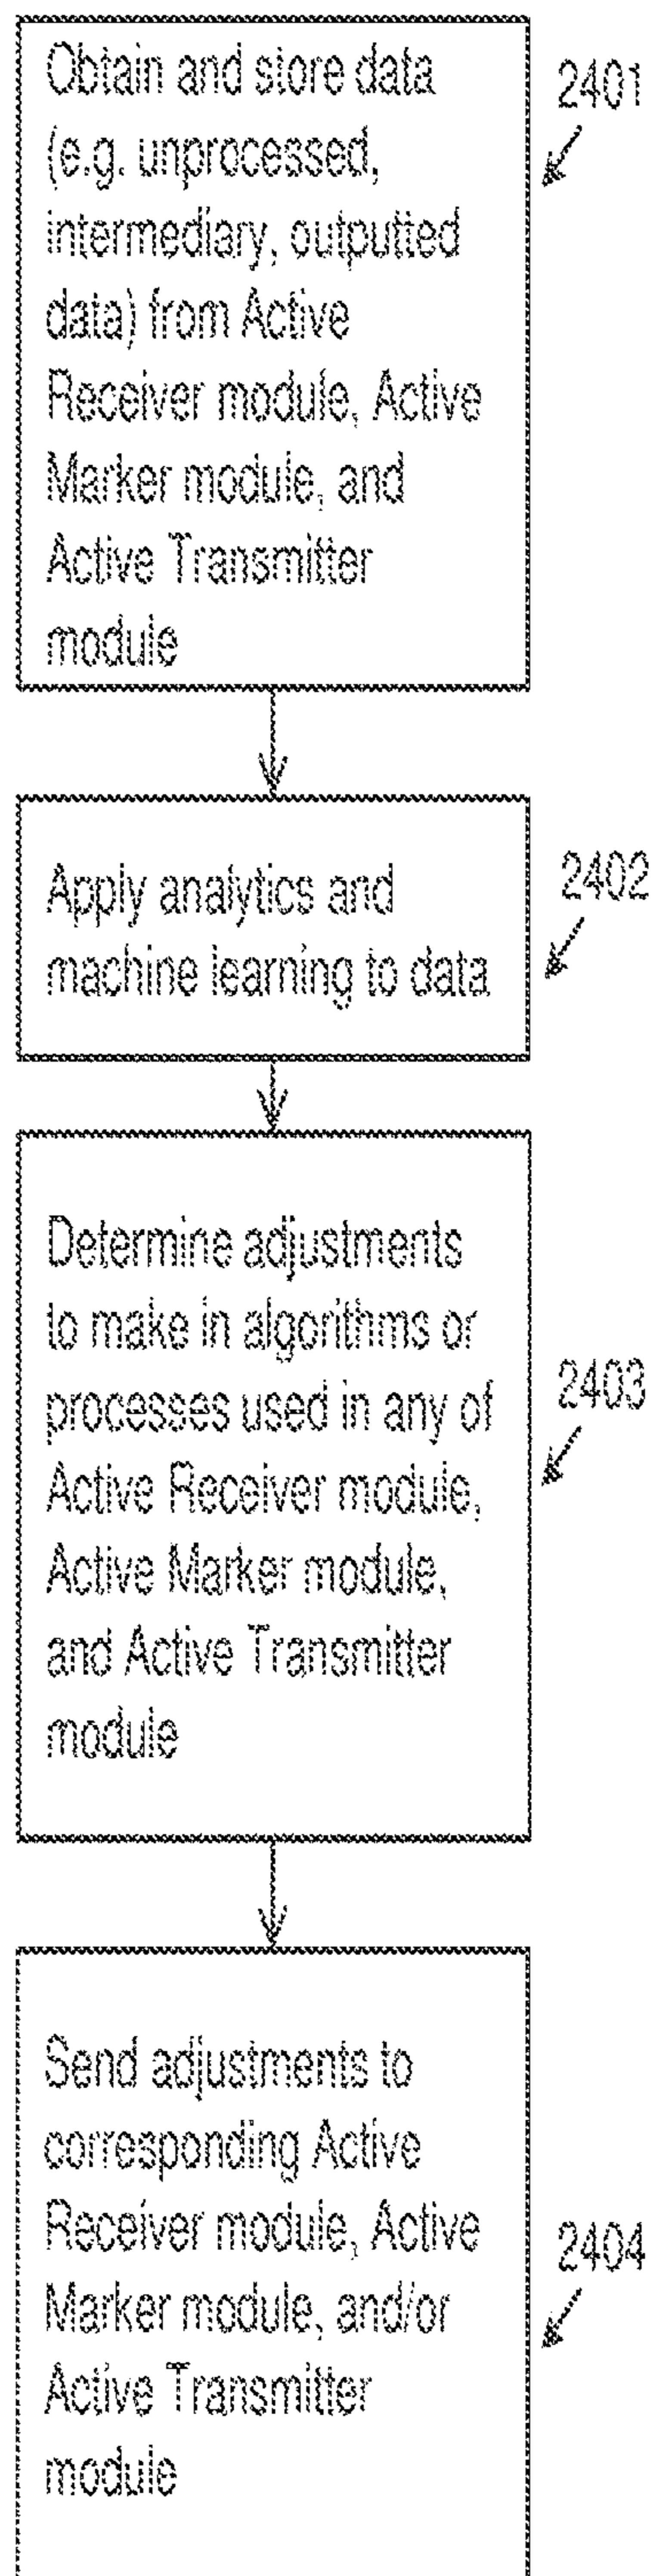 Obtain and store data
(e.g. unprocessed,
intermediary, outputted
data) from Active
Receiver module, Active
Marker module, and
Active Transmitter
module
2401
Apply analytics and
machine learning to data
2402
Determine adjustments
to make in algorithms or
processes used in any of
Active Receiver module,
Active Marker module,
and Active Transmitter
module
2403
Send adjustments to
corresponding Active
Receiver module, Active
Marker module, and/or
Active Transmitter
module
2404